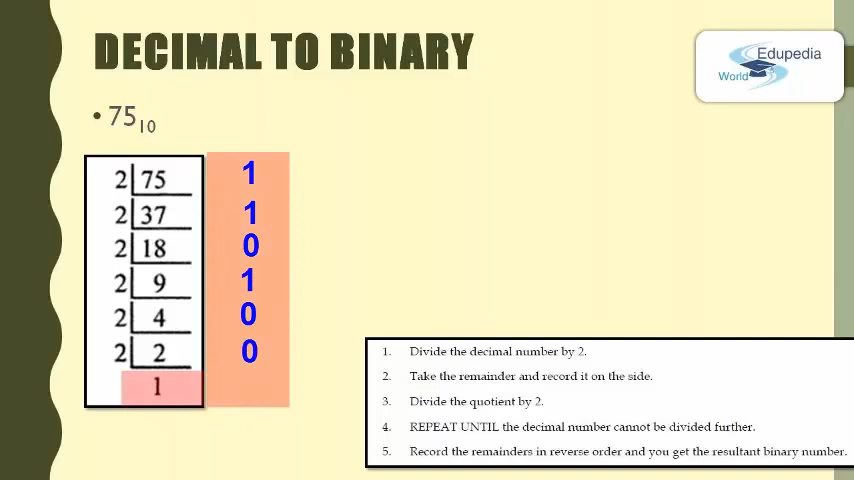 DECIMAL TO BINARY
Edupedia
World
• 75₁₀
2 75 1
2 37 1
2 18 0
2 9 1
2 4 0
2 2 0
1
1. Divide the decimal number by 2.
2. Take the remainder and record it on the side.
3. Divide the quotient by 2.
4. REPEAT UNTIL the decimal number cannot be divided further.
5. Record the remainders in reverse order and you get the resultant binary number.